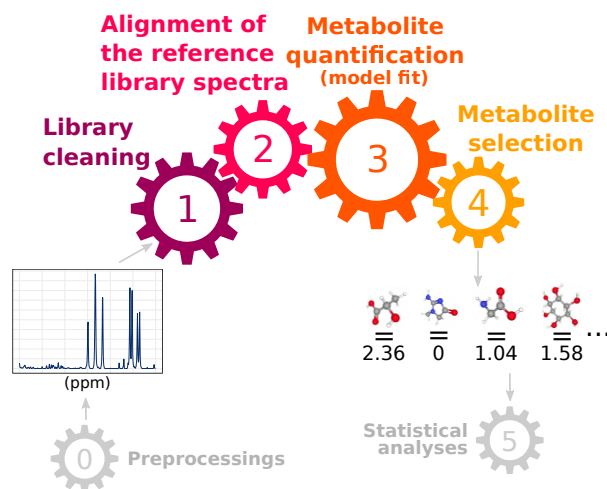 Alignment of
the reference
library spectra
Metabolite
quantification
(model fit)
Library
cleaning
Metabolite
selection
1
2
3
4
(ppm)
=
=
=
=
...
2.36
0
1.04
1.58
0
Preprocessings
Statistical
analyses
5